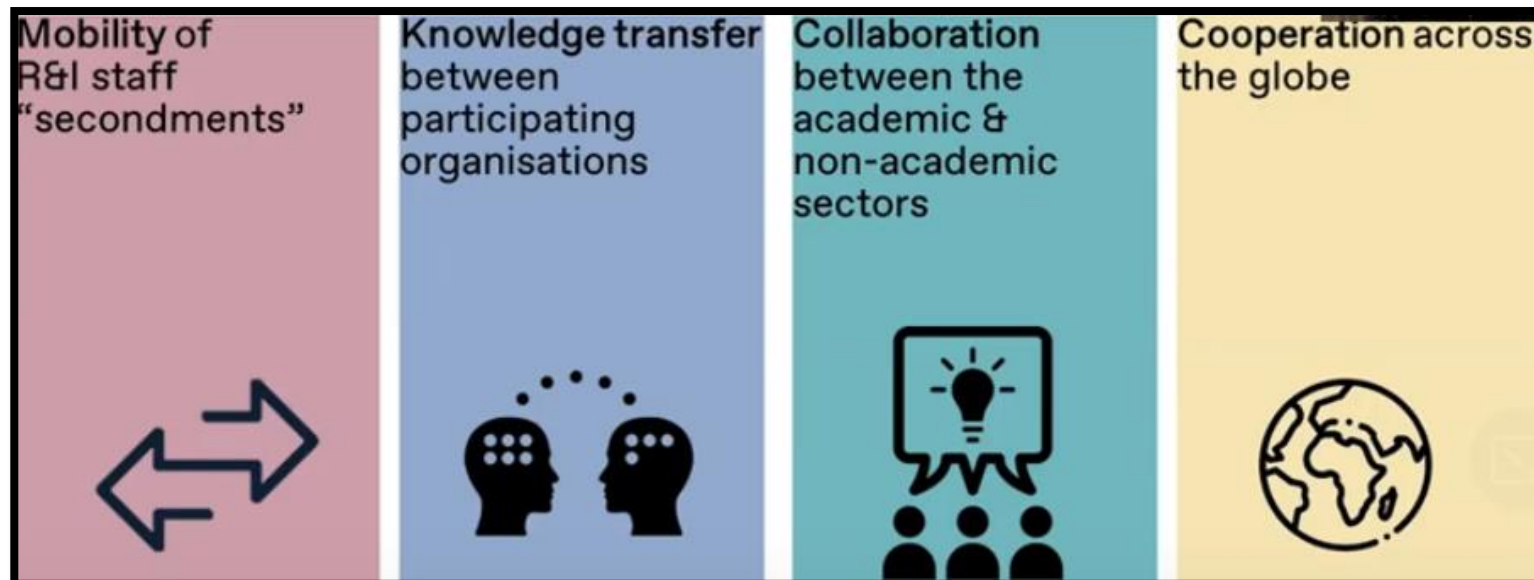 Mobility of
R&I staff
“secondments”
Knowledge transfer
between
participating
organisations
Collaboration
between the
academic &
non-academic
sectors
Cooperation across
the globe